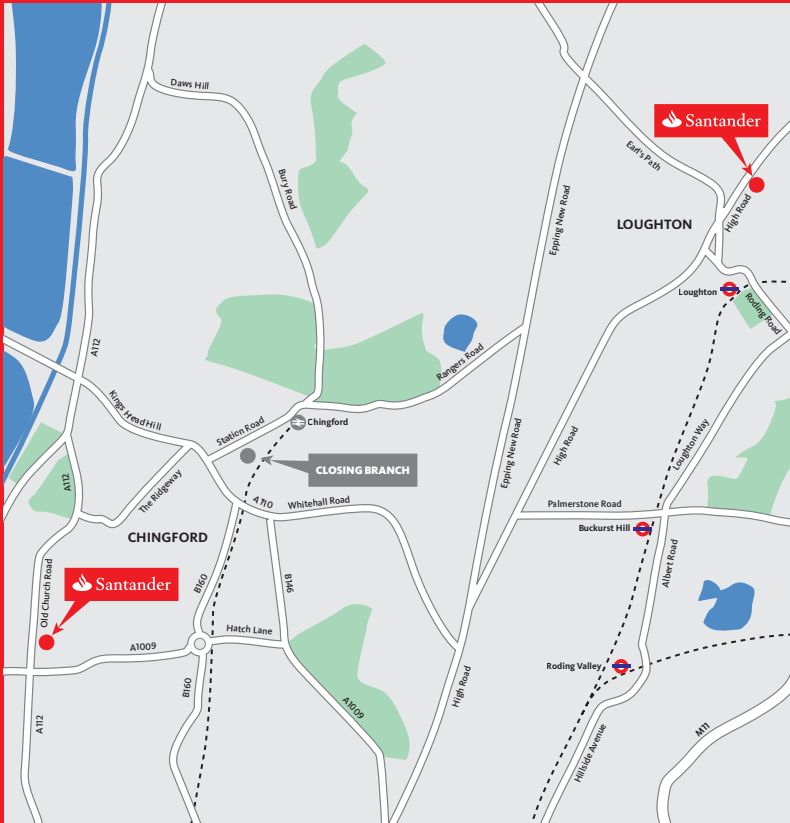 Daws Hill
Santander
Earl's Path
Bury Road
Epping New Road
High Road
LOUGHTON
Loughton
Roding Road
A112
Rangers Road
Kings Head Hill
Station Road
Chingford
CLOSING BRANCH
High Road
Epping New Road
Loughton Way
A112
The Ridgeway
A110
Whitehall Road
Palmerstone Road
Buckurst Hill
CHINGFORD
Albert Road
Old Church Road
Santander
B160
B146
Hatch Lane
A1009
Roding Valley
B160
High Road
A1009
A112
Hillside Avenue
M11